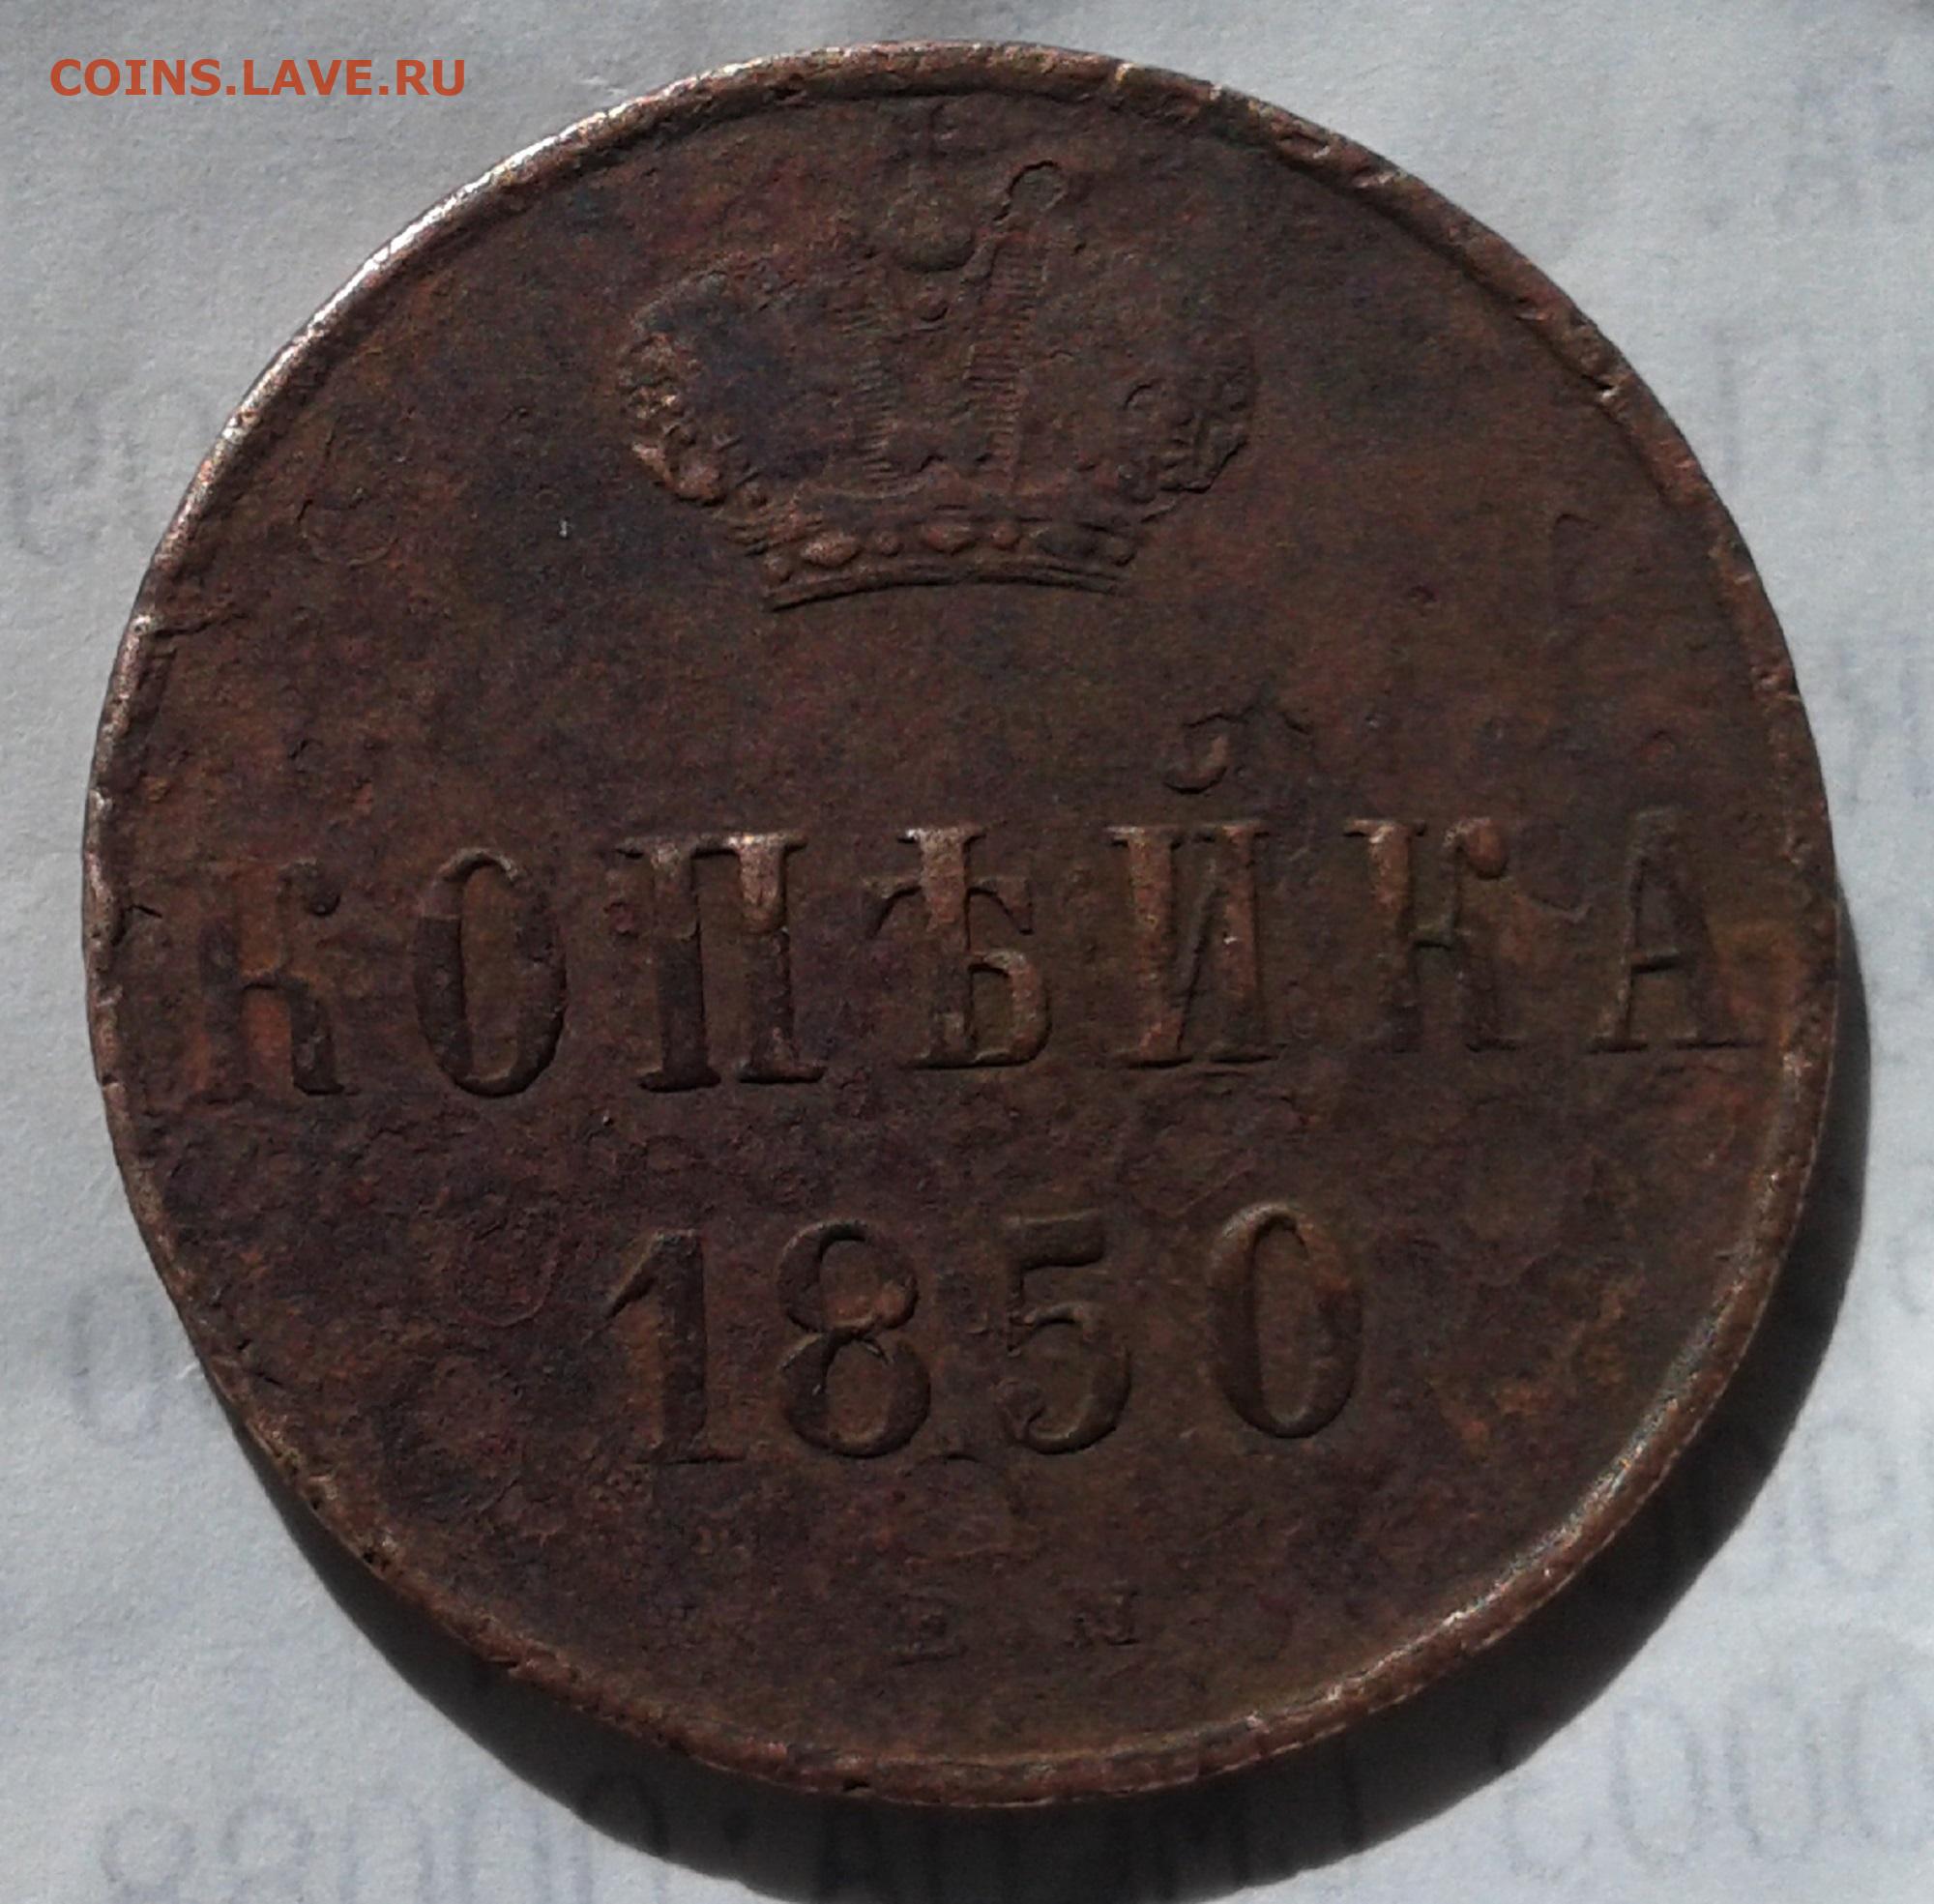 COINS.LAVE.RU
КОПѢЙКА
1850
Е М